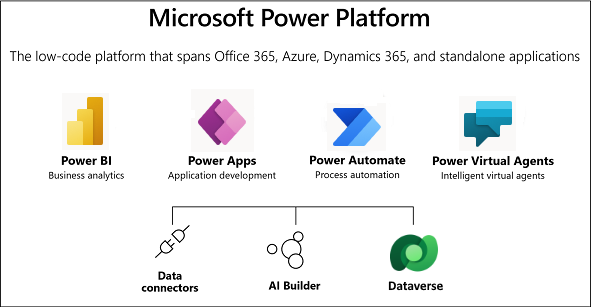 Microsoft Power Platform
The low-code platform that spans Office 365, Azure, Dynamics 365, and standalone applications
Power BI
Business analytics
Power Apps
Application development
Power Automate
Process automation
Power Virtual Agents
Intelligent virtual agents
Data
connectors
AI Builder
Dataverse